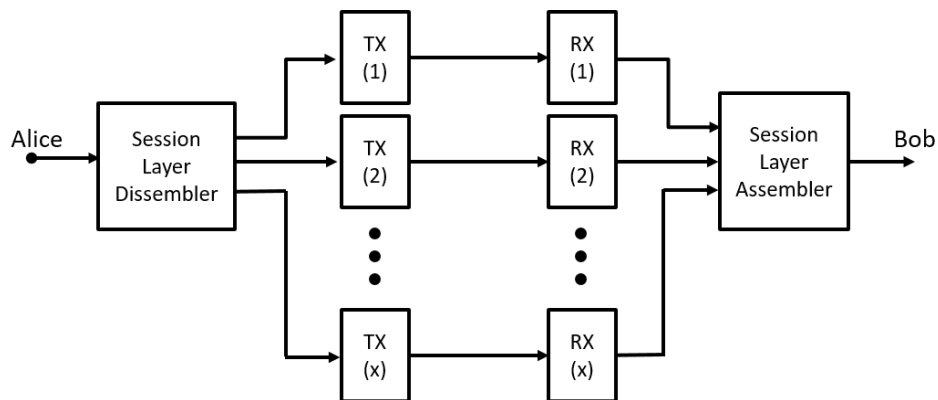 Alice
Session
Layer
Dissembler
TX
(1)
RX
(1)
TX
(2)
RX
(2)
TX
(x)
RX
(x)
Session
Layer
Assembler
Bob